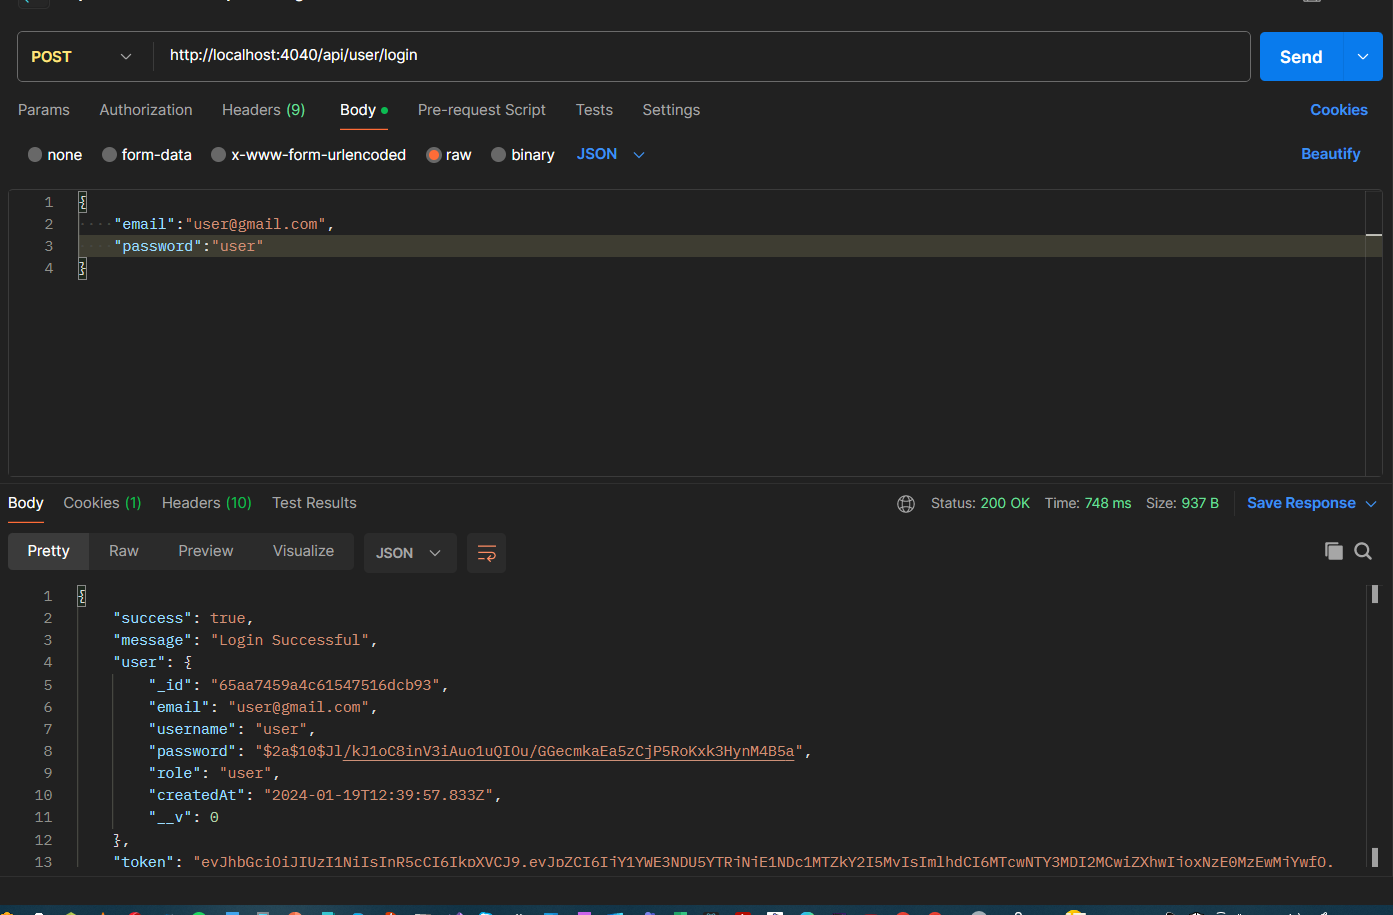 POST http://localhost:4040/api/user/login Send
Params Authorization Headers (9) Body Pre-request Script Tests Settings Cookies
none form-data x-www-form-urlencoded raw binary JSON Beautify
1 {
2 "email":"user@gmail.com",
3 "password":"user"
4 }
Body Cookies (1) Headers (10) Test Results Status: 200 OK Time: 748 ms Size: 937 B Save Response
Pretty Raw Preview Visualize JSON
1 {
2 "success": true,
3 "message": "Login Successful",
4 "user": {
5 "_id": "65aa7459a4c61547516dcb93",
6 "email": "user@gmail.com",
7 "username": "user",
8 "password": "$2a$10$Jl/kJ1oC8inV3iAuo1uQIOu/GGecmkaEa5zCjP5RoKxk3HynM4B5a",
9 "role": "user",
10 "createdAt": "2024-01-19T12:39:57.833Z",
11 "__v": 0
12 },
13 "token": "eyJhbGciOiJIUzI1NiIsInR5cCI6IkpXVCJ9.eyJpZCI6IjY1YWE3NDU5YTRjNjE1NDc1MTZkY2I5MyIsImlhdCI6MTcwNTY3MDI2MCwiZXhwIjoxNzE0MzEwMjYwfQ.